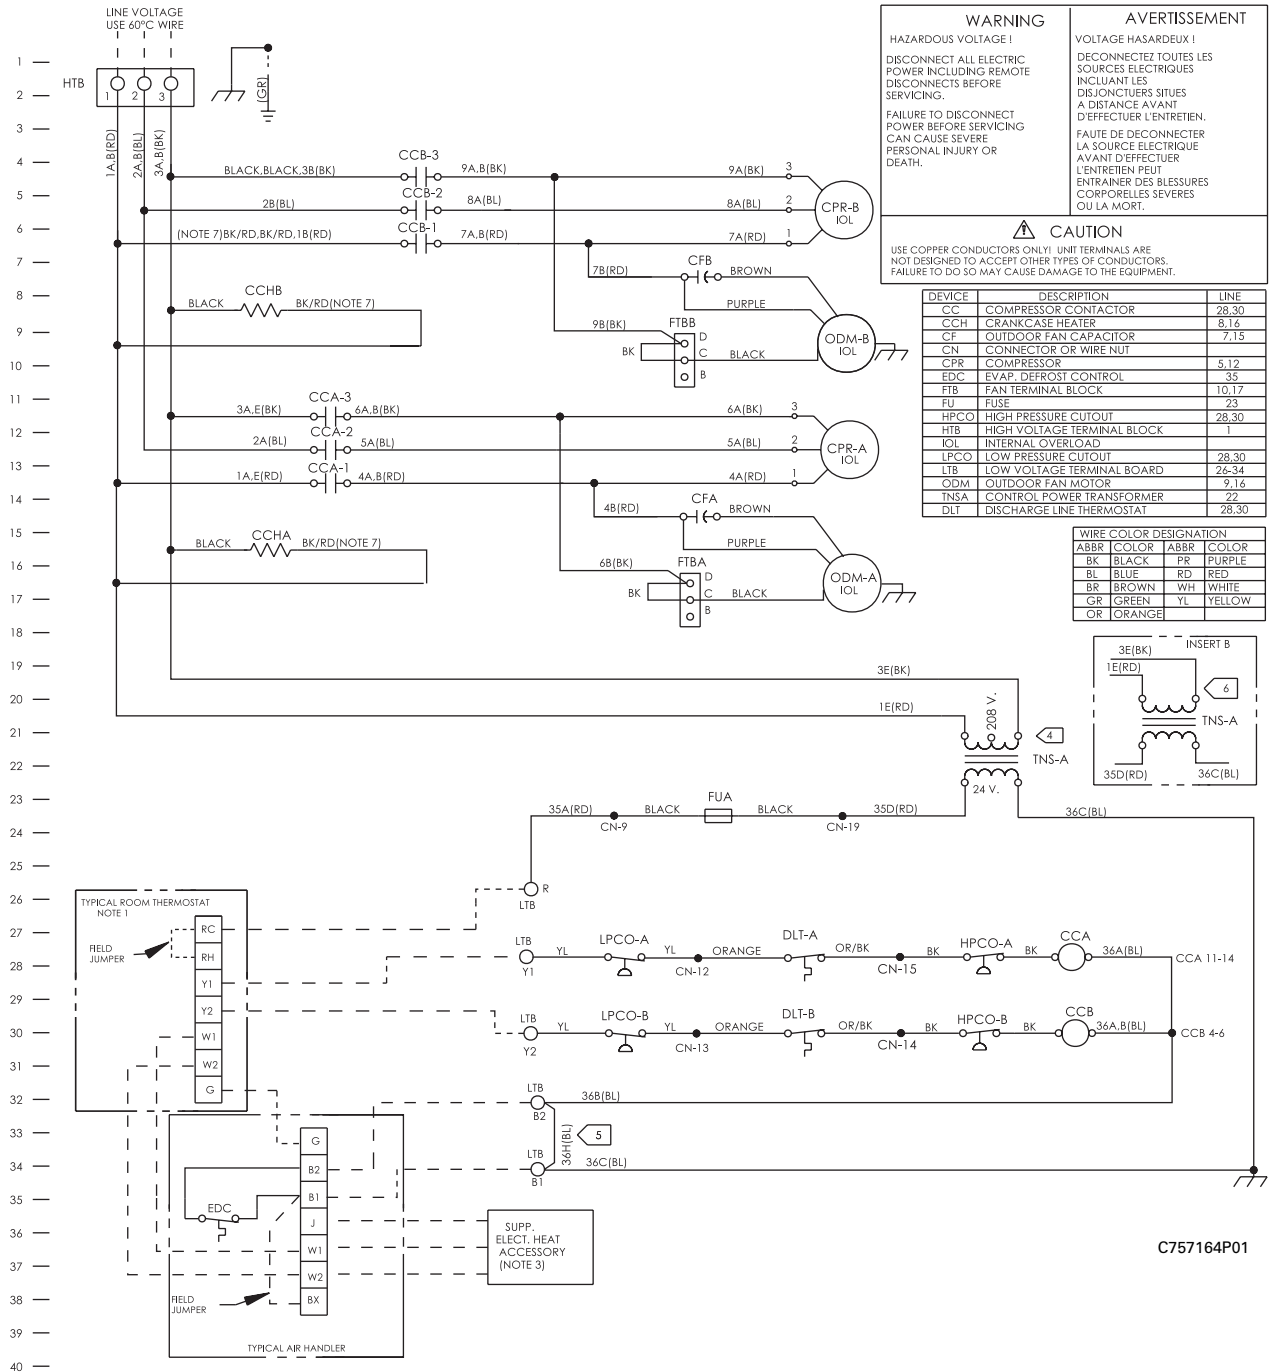 LINE VOLTAGE
USE 60°C WIRE
HTB
1 2 3
(GR)
1A,B(RD)
2A,B(BL)
3A,B(BK)
WARNING
HAZARDOUS VOLTAGE !
DISCONNECT ALL ELECTRIC
POWER INCLUDING REMOTE
DISCONNECTS BEFORE
SERVICING.
FAILURE TO DISCONNECT
POWER BEFORE SERVICING
CAN CAUSE SEVERE
PERSONAL INJURY OR
DEATH.
AVERTISSEMENT
VOLTAGE HASARDEUX !
DECONNECTEZ TOUTES LES
SOURCES ELECTRIQUES
INCLUANT LES
DISJONCTUERS SITUES
A DISTANCE AVANT
D'EFFECTUER L'ENTRETIEN.
FAUTE DE DECONNECTER
LA SOURCE ELECTRIQUE
AVANT D'EFFECTUER
L'ENTRETIEN PEUT
ENTRAINER DES BLESSURES
CORPORELLES SEVERES
OU LA MORT.
CAUTION
USE COPPER CONDUCTORS ONLY! UNIT TERMINALS ARE
NOT DESIGNED TO ACCEPT OTHER TYPES OF CONDUCTORS.
FAILURE TO DO SO MAY CAUSE DAMAGE TO THE EQUIPMENT.
DEVICE DESCRIPTION LINE
CC COMPRESSOR CONTACTOR 28,30
CCH CRANKCASE HEATER 8,16
CF OUTDOOR FAN CAPACITOR 7,15
CN CONNECTOR OR WIRE NUT
CPR COMPRESSOR 5,12
EDC EVAP. DEFROST CONTROL 35
FTB FAN TERMINAL BLOCK 10,17
FU FUSE 23
HPCO HIGH PRESSURE CUTOUT 28,30
HTB HIGH VOLTAGE TERMINAL BLOCK 1
IOL INTERNAL OVERLOAD
LPCO LOW PRESSURE CUTOUT 28,30
LTB LOW VOLTAGE TERMINAL BOARD 26-34
ODM OUTDOOR FAN MOTOR 9,16
TNSA CONTROL POWER TRANSFORMER 22
DLT DISCHARGE LINE THERMOSTAT 28,30
WIRE COLOR DESIGNATION
ABBR COLOR ABBR COLOR
BK BLACK PR PURPLE
BL BLUE RD RED
BR BROWN WH WHITE
GR GREEN YL YELLOW
OR ORANGE
INSERT B
3E(BK)
1E(RD)
6
TNS-A
35D(RD) 36C(BL)
1
2
3
4
5
6
7
8
9
10
11
12
13
14
15
16
17
18
19
20
21
22
23
24
25
26
27
28
29
30
31
32
33
34
35
36
37
38
39
40
BLACK,BLACK,3B(BK) CCB-3 9A,B(BK) 9A(BK) 3
2B(BL) CCB-2 8A(BL) 8A(BL) 2
(NOTE 7)BK/RD,BK/RD,1B(RD) CCB-1 7A,B(RD) 7A(RD) 1
CPR-B
IOL
7B(RD) CFB BROWN
PURPLE
BLACK CCHB BK/RD(NOTE 7)
9B(BK) FTBB
D
BK C BLACK
B
ODM-B
IOL
3A,E(BK) CCA-3 6A,B(BK) 6A(BK) 3
2A(BL) CCA-2 5A(BL) 5A(BL) 2
1A,E(RD) CCA-1 4A,B(RD) 4A(RD) 1
CPR-A
IOL
4B(RD) CFA BROWN
PURPLE
BLACK CCHA BK/RD(NOTE 7)
6B(BK) FTBA
D
BK C BLACK
B
ODM-A
IOL
3E(BK)
1E(RD)
208 V.
4
TNS-A
24 V.
35A(RD) BLACK FUA BLACK 35D(RD) 36C(BL)
CN-9 CN-19
R
LTB
TYPICAL ROOM THERMOSTAT
NOTE 1
FIELD
JUMPER
RC
RH
Y1
Y2
W1
W2
G
LTB YL LPCO-A YL ORANGE DLT-A OR/BK BK HPCO-A BK CCA 36A(BL)
Y1 CN-12 CN-15 CCA 11-14
LTB YL LPCO-B YL ORANGE DLT-B OR/BK BK HPCO-B BK CCB 36A,B(BL)
Y2 CN-13 CN-14 CCB 4-6
LTB 36B(BL)
B2
36H(BL)
5
LTB 36C(BL)
B1
G
B2
B1
J
W1
W2
BX
EDC
SUPP.
ELECT. HEAT
ACCESSORY
(NOTE 3)
FIELD
JUMPER
TYPICAL AIR HANDLER
C757164P01